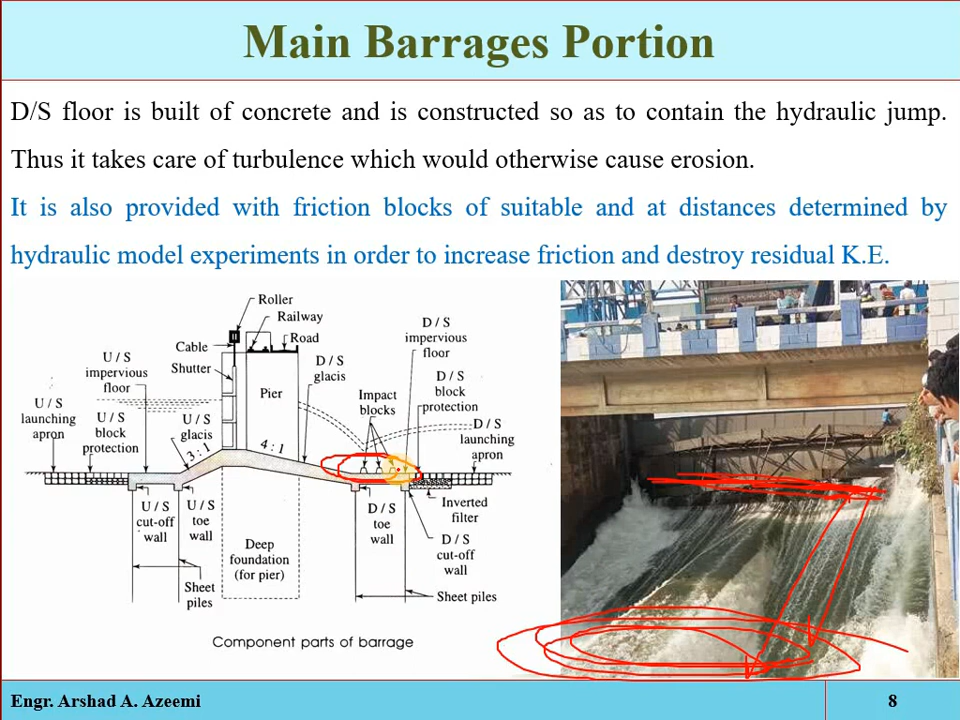 Main Barrages Portion
D/S floor is built of concrete and is constructed so as to contain the hydraulic jump.
Thus it takes care of turbulence which would otherwise cause erosion.
It is also provided with friction blocks of suitable and at distances determined by
hydraulic model experiments in order to increase friction and destroy residual K.E.
Roller
Railway
Road
Cable
Shutter
U / S
impervious
floor
U / S
launching
apron
U / S
block
protection
U / S
glacis
3 : 1
Pier
4 : 1
D / S
glacis
Impact
blocks
D / S
impervious
floor
D / S
block
protection
D / S
launching
apron
U / S
cut-off
wall
U / S
toe
wall
Deep
foundation
(for pier)
Sheet
piles
D / S
toe
wall
Inverted
filter
D / S
cut-off
wall
Sheet piles
Component parts of barrage
Engr. Arshad A. Azeemi
8